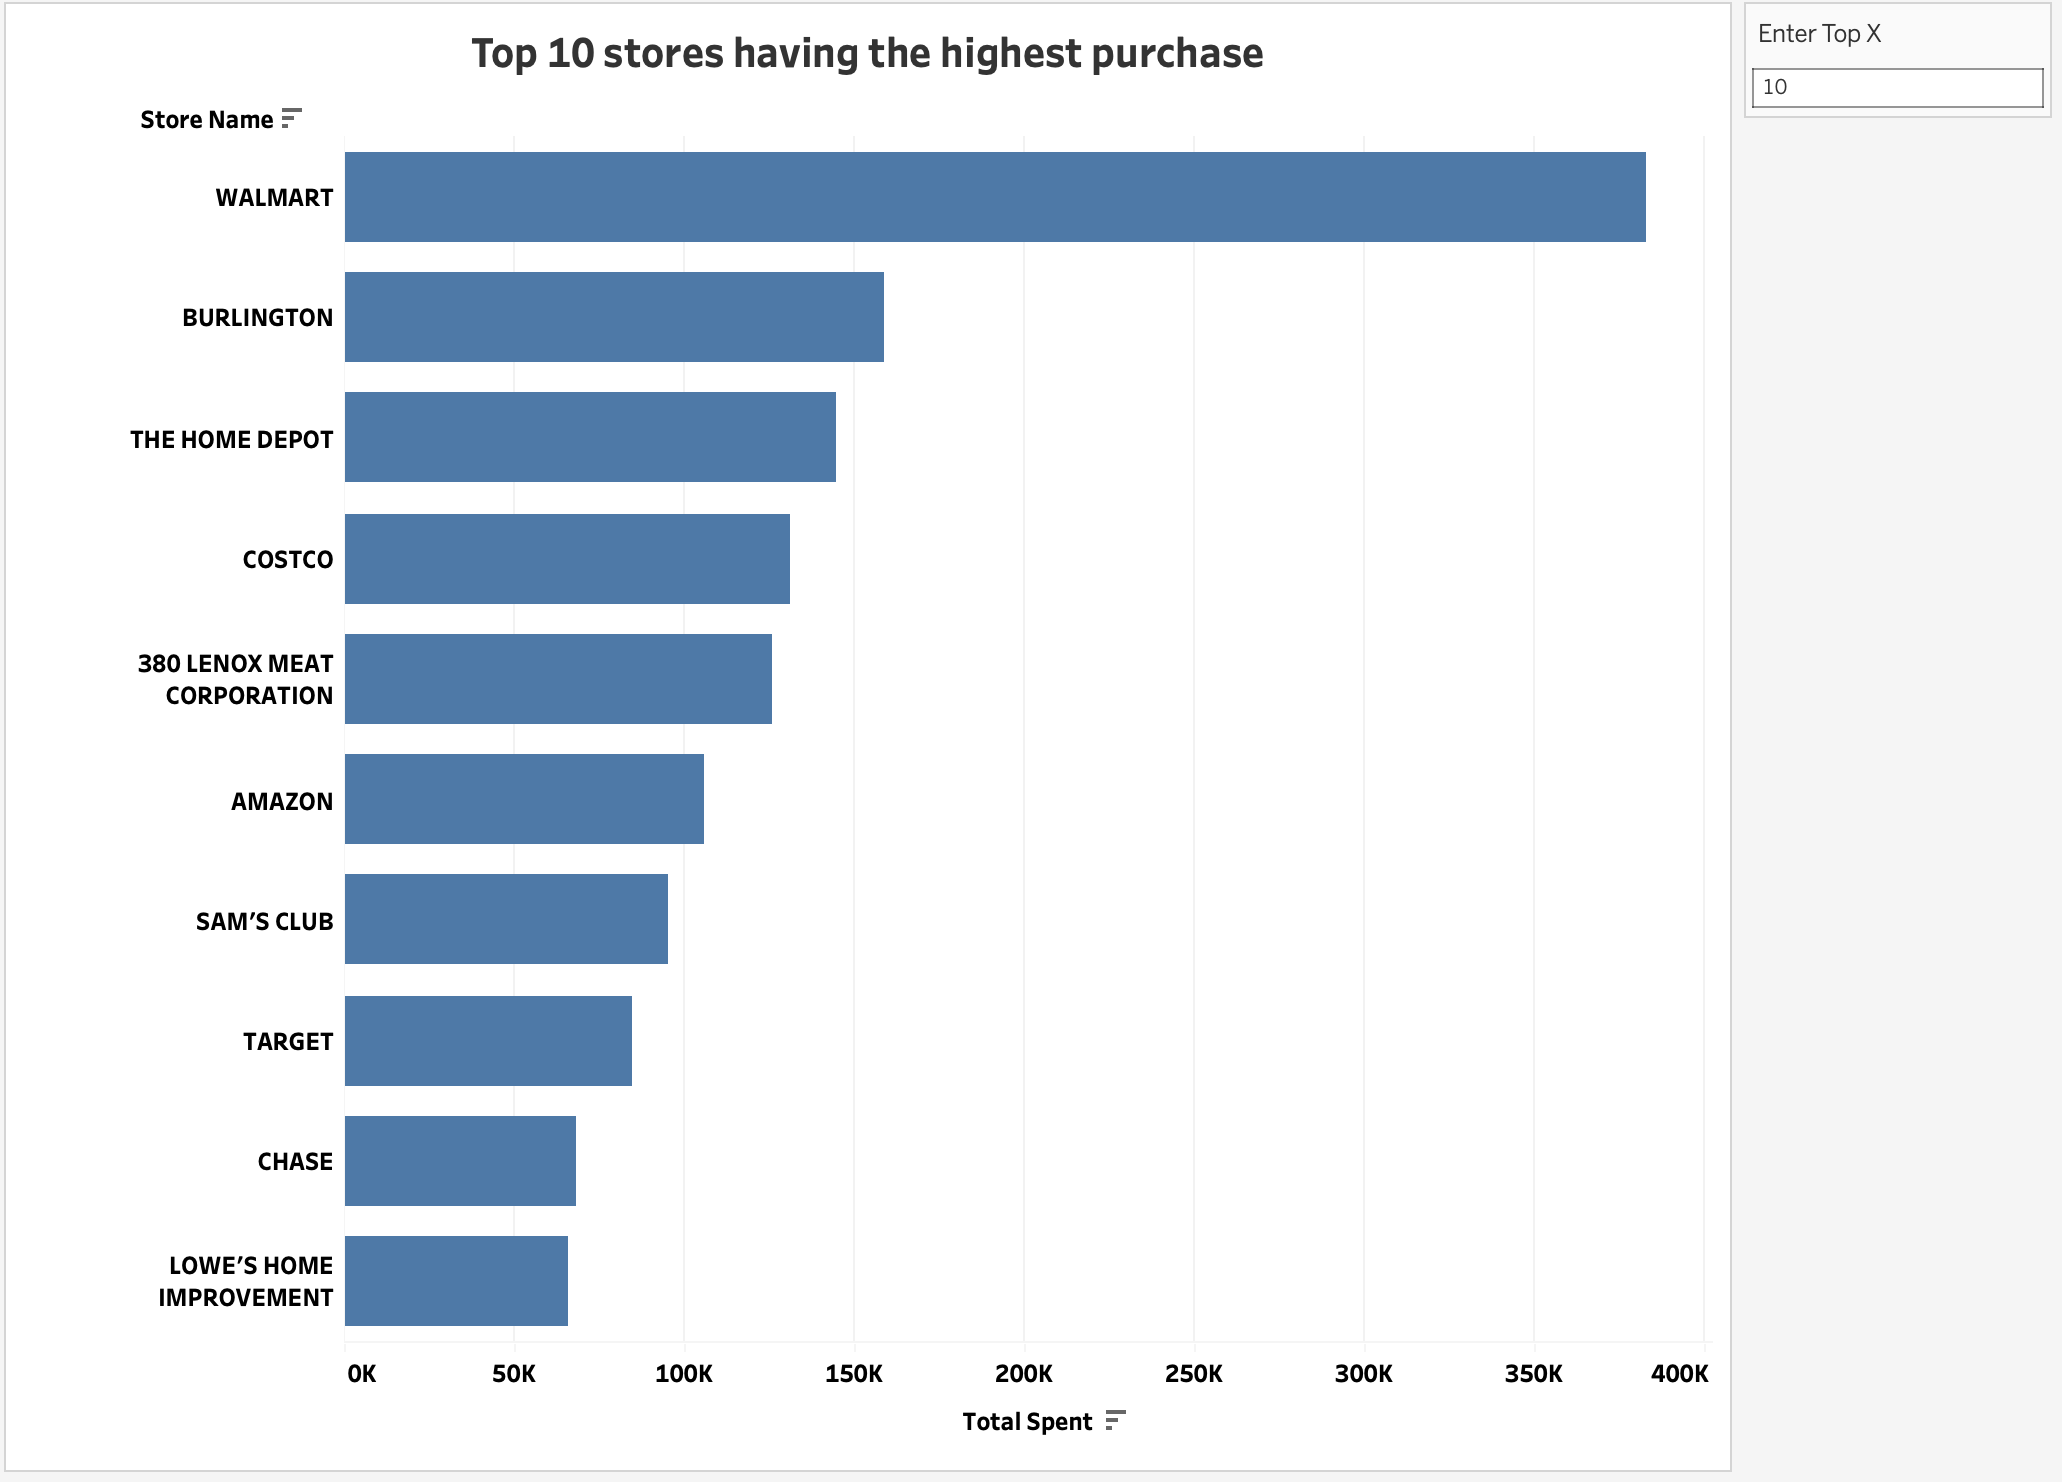 Top 10 stores having the highest purchase
Enter Top X
10
Store Name
WALMART
BURLINGTON
THE HOME DEPOT
COSTCO
380 LENOX MEAT
CORPORATION
AMAZON
SAM’S CLUB
TARGET
CHASE
LOWE’S HOME
IMPROVEMENT
0K 50K 100K 150K 200K 250K 300K 350K 400K
Total Spent